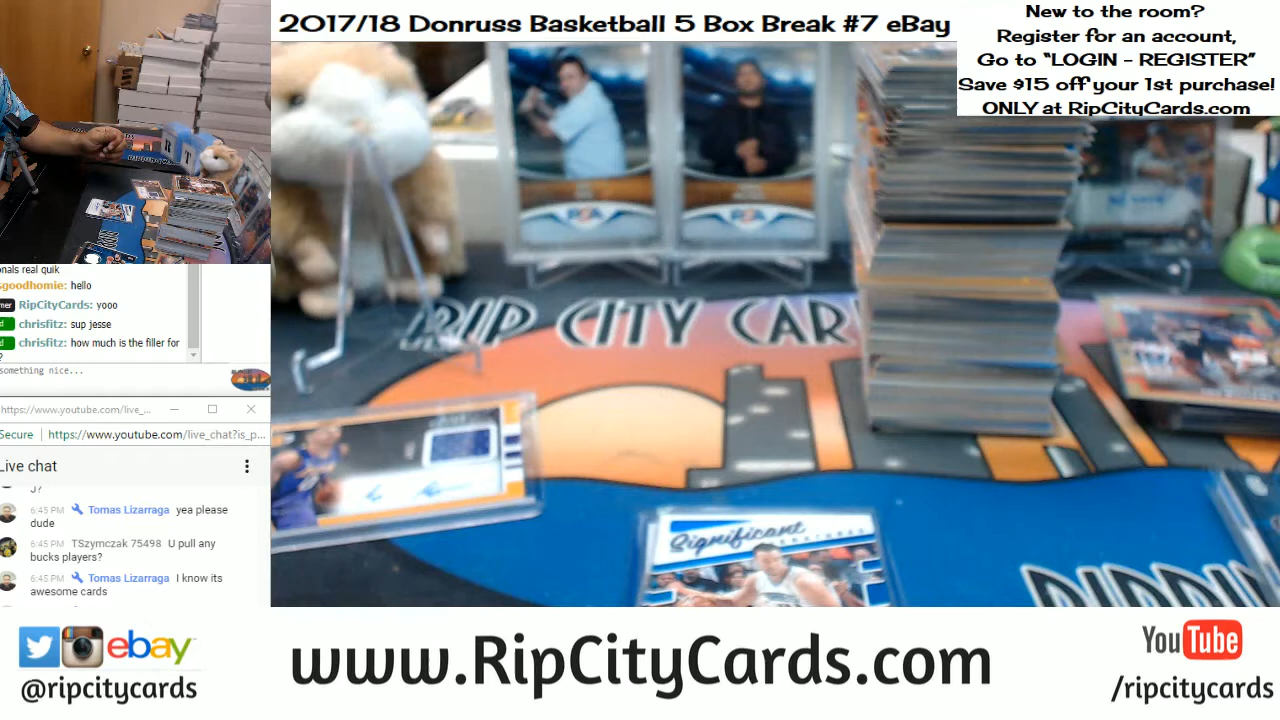 2017/18 Donruss Basketball 5 Box Break #7 eBay
New to the room?
Register for an account,
Go to "LOGIN - REGISTER"
Save $15 off your 1st purchase!
ONLY at RipCityCards.com
onals real quik
sgoodhomie: hello
RipCityCards: yooo
chrisfitz: sup jesse
chrisfitz: how much is the filler for
?
something nice...
https://www.youtube.com/live_...
Secure https://www.youtube.com/live_chat?is_p...
Live chat
J?
6:45 PM Tomas Lizarraga yea please
dude
6:45 PM TSzymczak 75498 U pull any
bucks players?
6:45 PM Tomas Lizarraga I know its
awesome cards
RIP CITY CAR
Significant
ebay
@ripcitycards
www.RipCityCards.com
YouTube
/ripcitycards